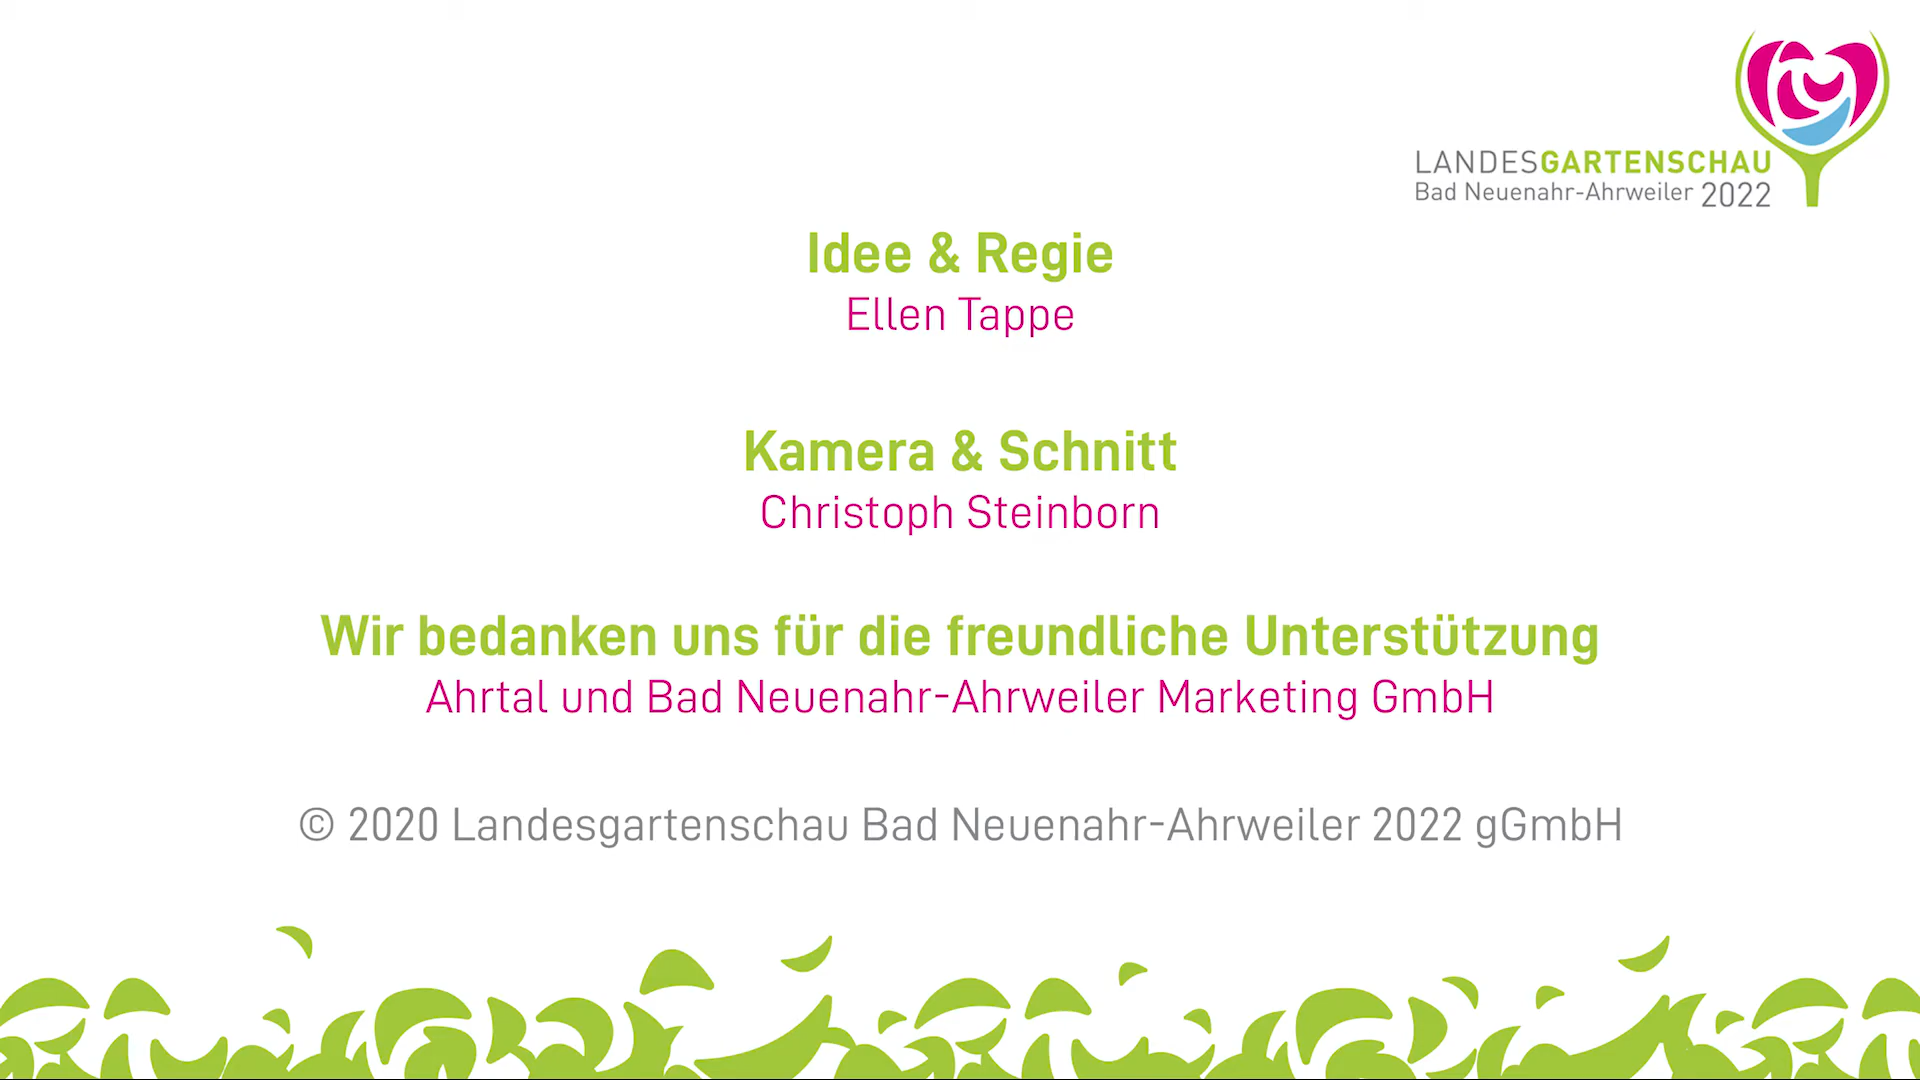 LANDESGARTENSCHAU
Bad Neuenahr-Ahrweiler 2022
Idee & Regie
Ellen Tappe
Kamera & Schnitt
Christoph Steinborn
Wir bedanken uns für die freundliche Unterstützung
Ahrtal und Bad Neuenahr-Ahrweiler Marketing GmbH
© 2020 Landesgartenschau Bad Neuenahr-Ahrweiler 2022 gGmbH